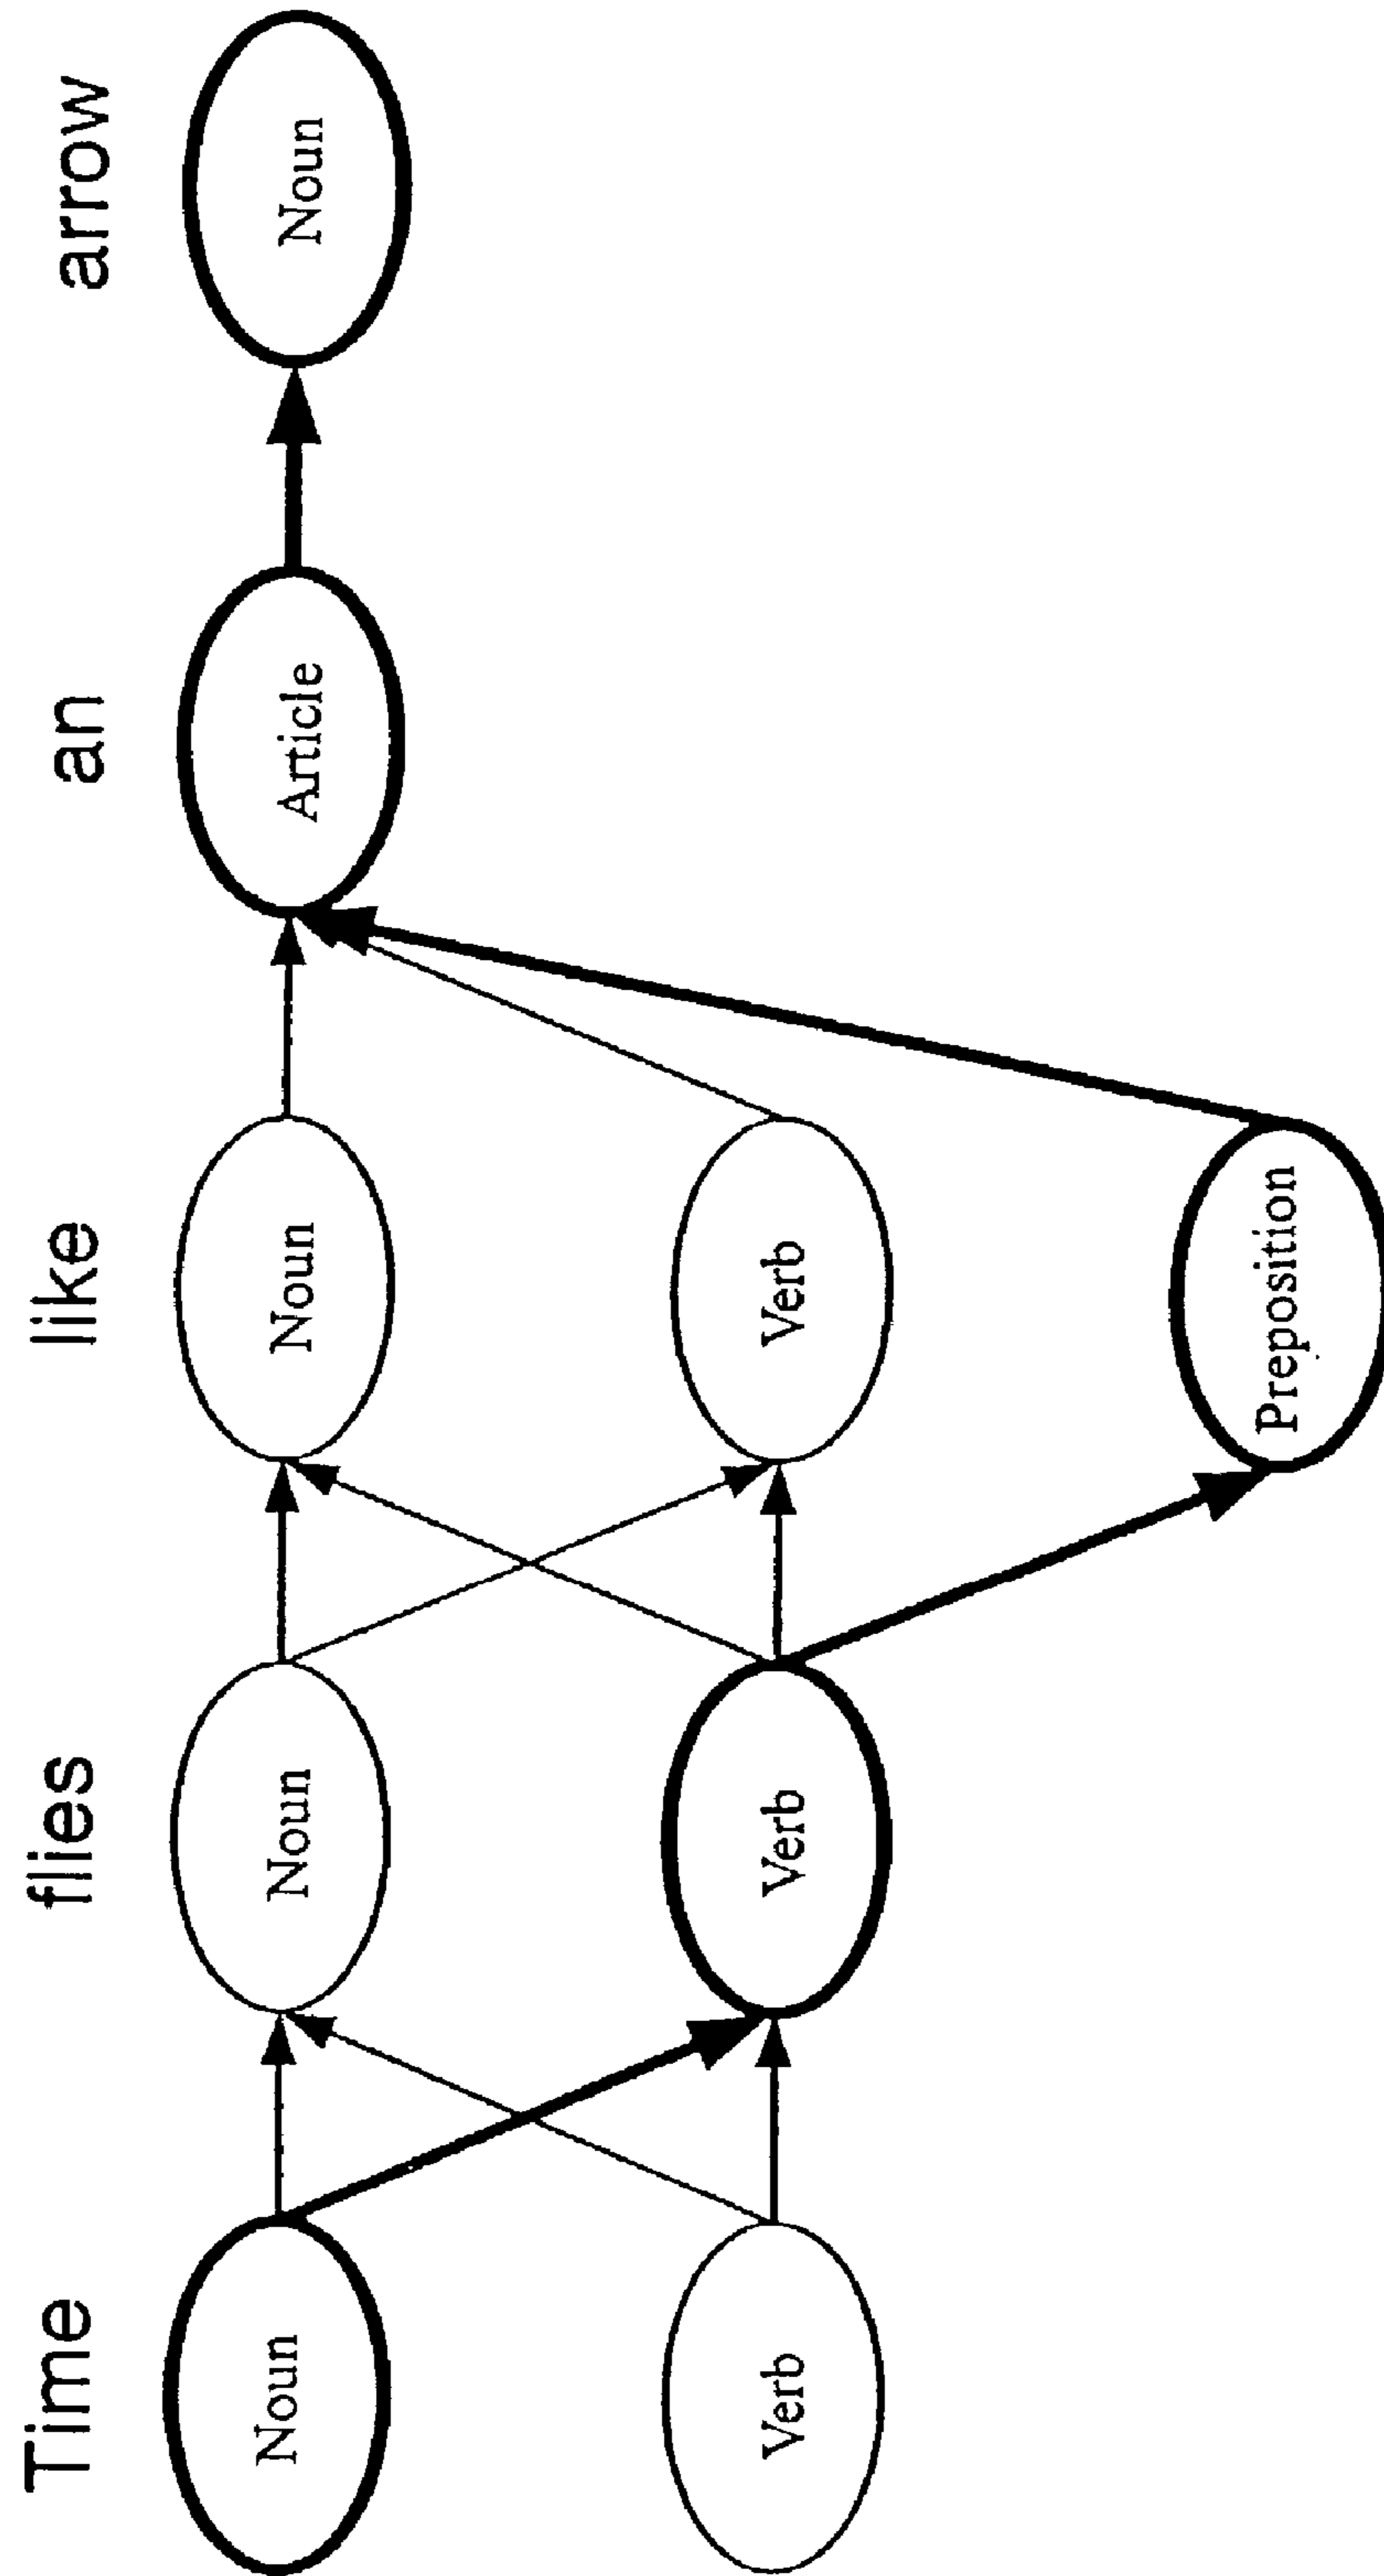 Time flies like an arrow
Noun Noun Noun Article Noun
Verb Verb Verb
Preposition